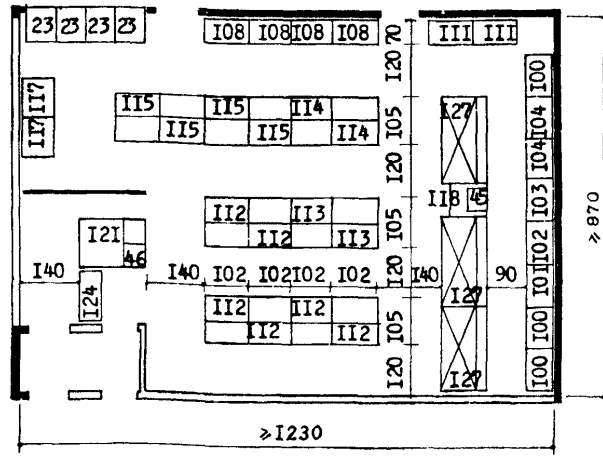 23 23 23 23 I08 I08 I08 I08 70 III III
I20 I00
II7 II5 II5 II4 I05 I27 I04
II7 II5 II5 II4 I04
I20
I03
II2 II3 I05 II8 45
I2I II2 II3 I02
46
I40 I40 I02 I02 I02 I02 I20 I40 90 I0I
I24 II2 II2 I27 I00
II2 II2 I05
I20 I27 I00
≥970
≥I230